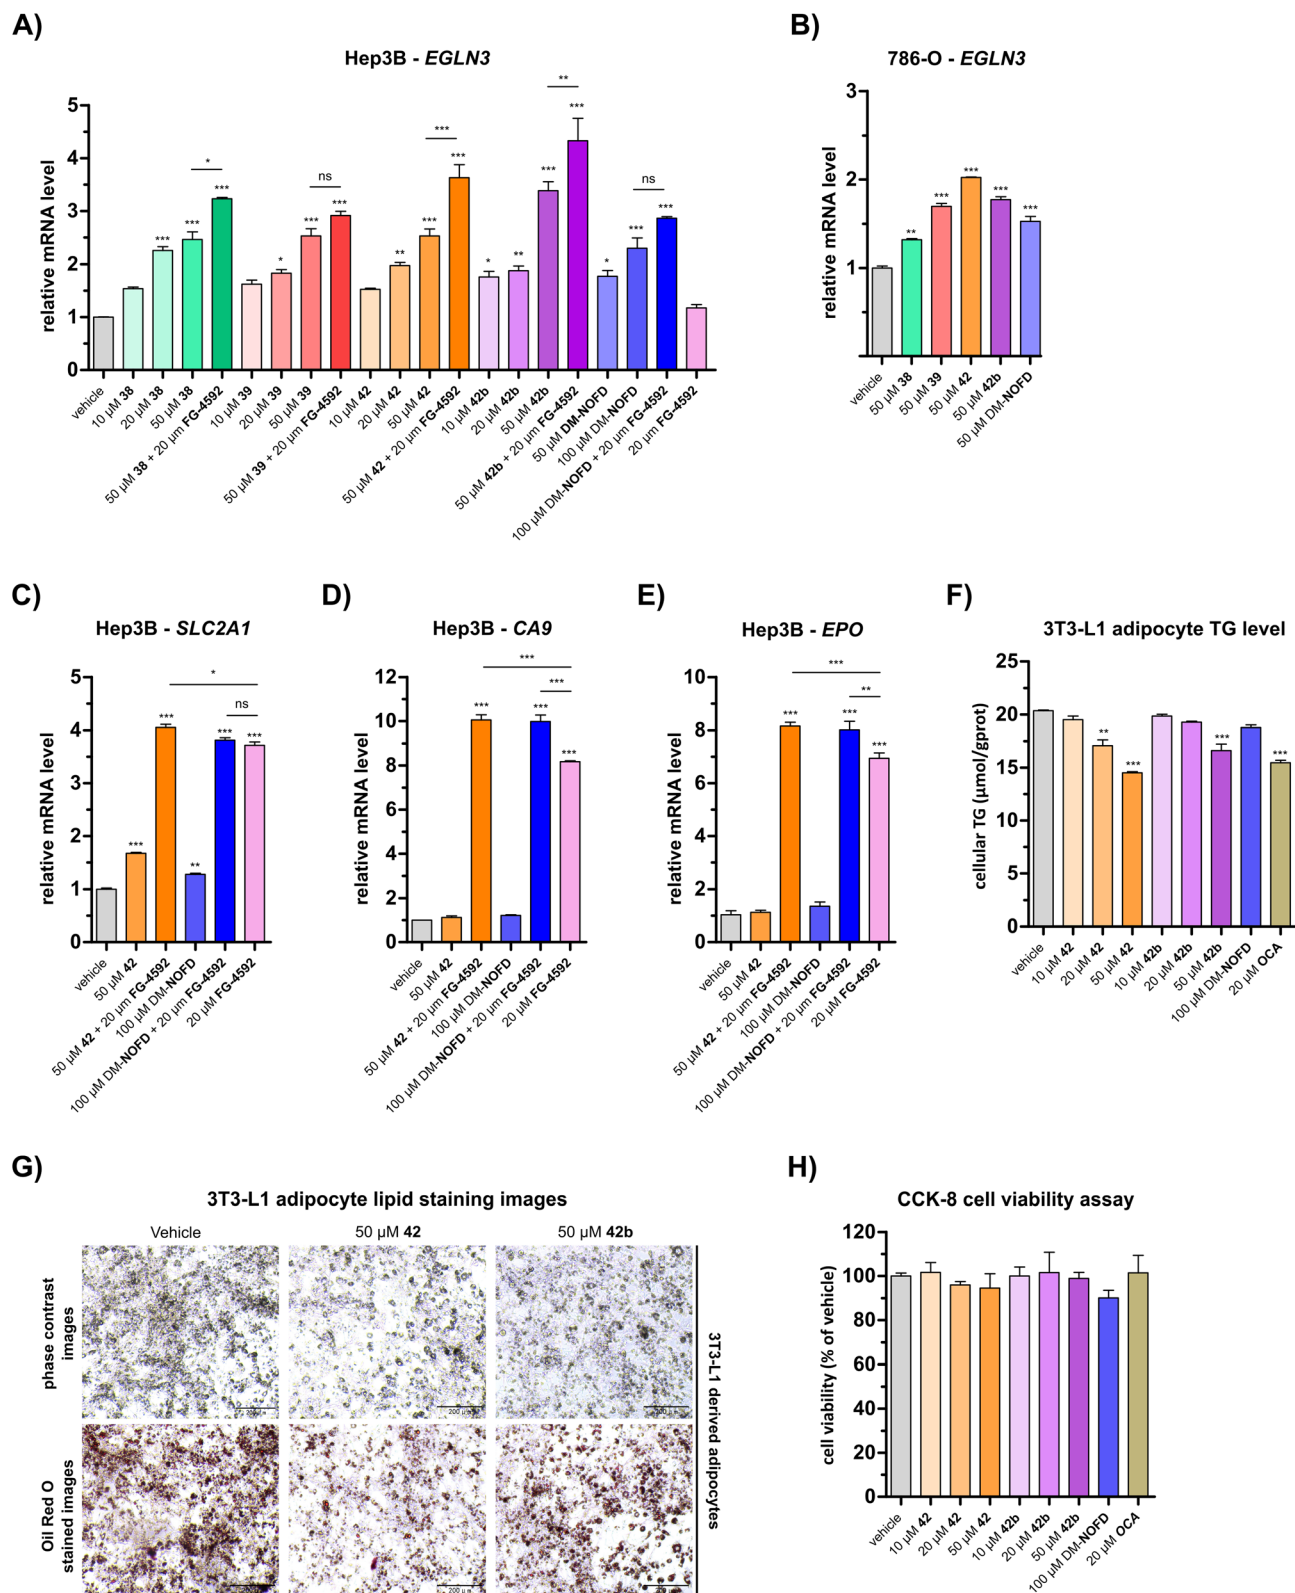 A)
Hep3B - EGLN3
relative mRNA level
5
4
3
2
1
0
***
***
*
***
*
***
ns
***
**
***
***
***
*
**
***
**
***
*
***
ns
***
vehicle
10 µM 38
20 µM 38
50 µM 38
50 µM 38 + 20 µm FG-4592
10 µM 39
20 µM 39
50 µM 39
50 µM 39 + 20 µm FG-4592
10 µM 42
20 µM 42
50 µM 42
50 µM 42 + 20 µm FG-4592
10 µM 42b
20 µM 42b
50 µM 42b
50 µM 42b + 20 µm FG-4592
50 µM DM-NOFD
100 µM DM-NOFD
100 µM DM-NOFD + 20 µm FG-4592
20 µM FG-4592
B)
786-O - EGLN3
relative mRNA level
3
2
1
**
***
***
***
***
vehicle
50 µM 38
50 µM 39
50 µM 42
50 µM 42b
50 µM DM-NOFD
C)
Hep3B - SLC2A1
relative mRNA level
5
4
3
2
1
0
*
ns
***
***
**
***
***
vehicle
50 µM 42
50 µM 42 + 20 µm FG-4592
100 µM DM-NOFD
100 µM DM-NOFD + 20 µm FG-4592
20 µM FG-4592
D)
Hep3B - CA9
relative mRNA level
12
10
8
6
4
2
0
***
***
***
***
***
vehicle
50 µM 42
50 µM 42 + 20 µm FG-4592
100 µM DM-NOFD
100 µM DM-NOFD + 20 µm FG-4592
20 µM FG-4592
E)
Hep3B - EPO
relative mRNA level
10
8
6
4
2
0
***
**
***
***
***
vehicle
50 µM 42
50 µM 42 + 20 µm FG-4592
100 µM DM-NOFD
100 µM DM-NOFD + 20 µm FG-4592
20 µM FG-4592
F)
3T3-L1 adipocyte TG level
cellular TG (µmol/gprot)
25
20
15
10
5
0
**
***
***
***
vehicle
10 µM 42
20 µM 42
50 µM 42
10 µM 42b
20 µM 42b
50 µM 42b
100 µM DM-NOFD
20 µM OCA
G)
3T3-L1 adipocyte lipid staining images
Vehicle
50 µM 42
50 µM 42b
phase contrast
images
Oil Red O
stained images
3T3-L1 derived adipocytes
200 µm
200 µm
200 µm
200 µm
H)
CCK-8 cell viability assay
cell viability (% of vehicle)
120
100
80
60
40
20
0
vehicle
10 µM 42
20 µM 42
50 µM 42
10 µM 42b
20 µM 42b
50 µM 42b
100 µM DM-NOFD
20 µM OCA